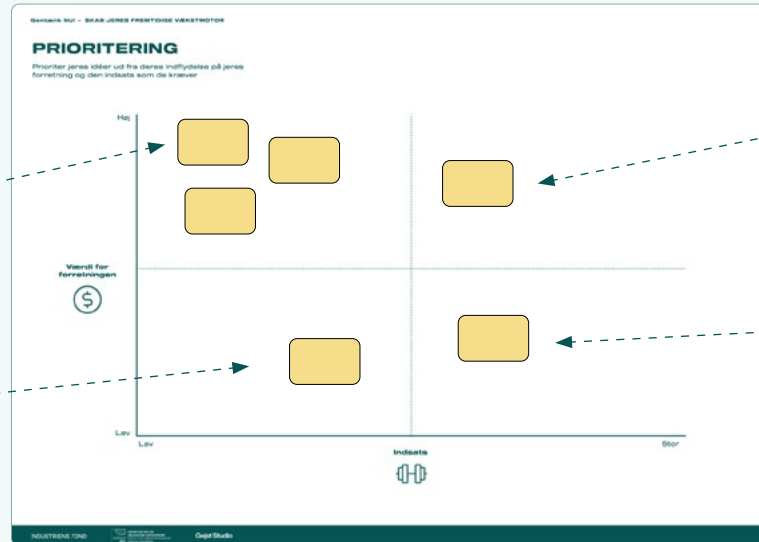 Gentænk NU! – SKAB JERES FREMTIDIGE VÆKSTMOTOR
PRIORITERING
Prioriter jeres idéer ud fra deres indflydelse på jeres
forretning og den indsats som de kræver
Høj
Værdi for
forretningen
$
Lav
Lav
Stor
Indsats
INDUSTRIENS FOND
Gejst Studio